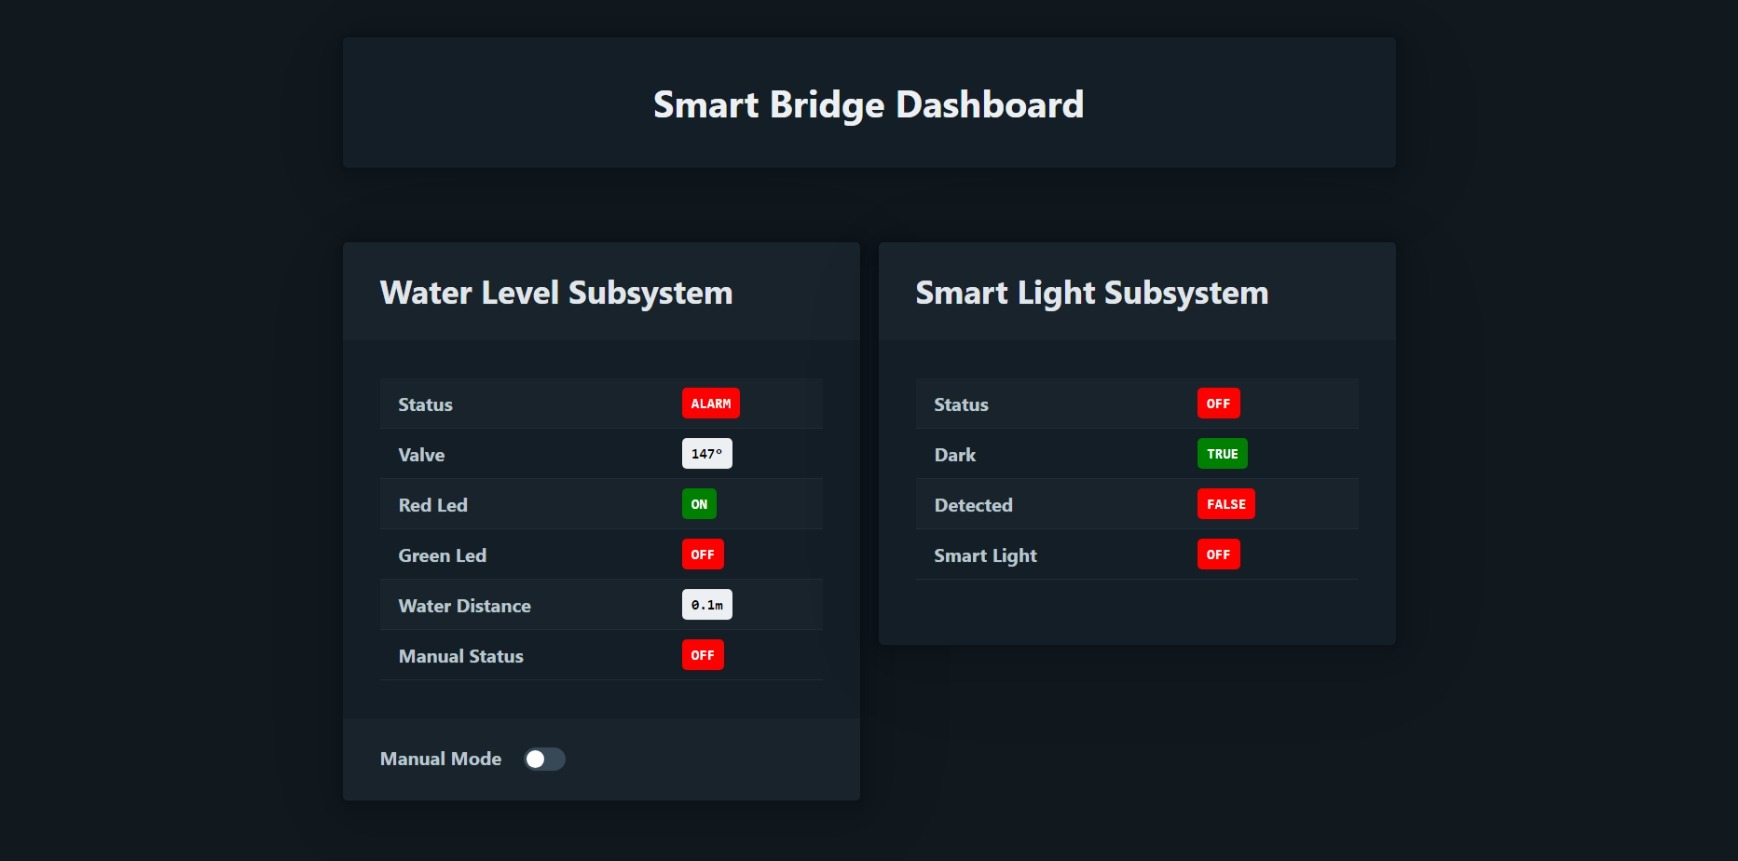 Smart Bridge Dashboard
Water Level Subsystem
Status ALARM
Valve 147°
Red Led ON
Green Led OFF
Water Distance 0.1m
Manual Status OFF
Manual Mode
Smart Light Subsystem
Status OFF
Dark TRUE
Detected FALSE
Smart Light OFF